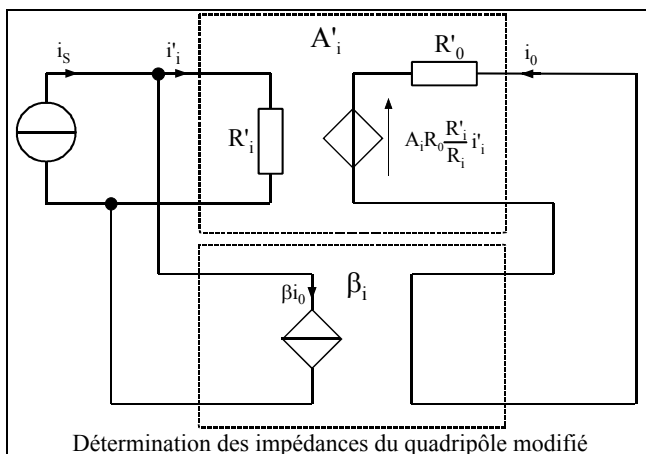 A'i
R'0
iS
i'i
i0
R'i
AiR0 R'i/Ri i'i
βi0
βi
Détermination des impédances du quadripôle modifié